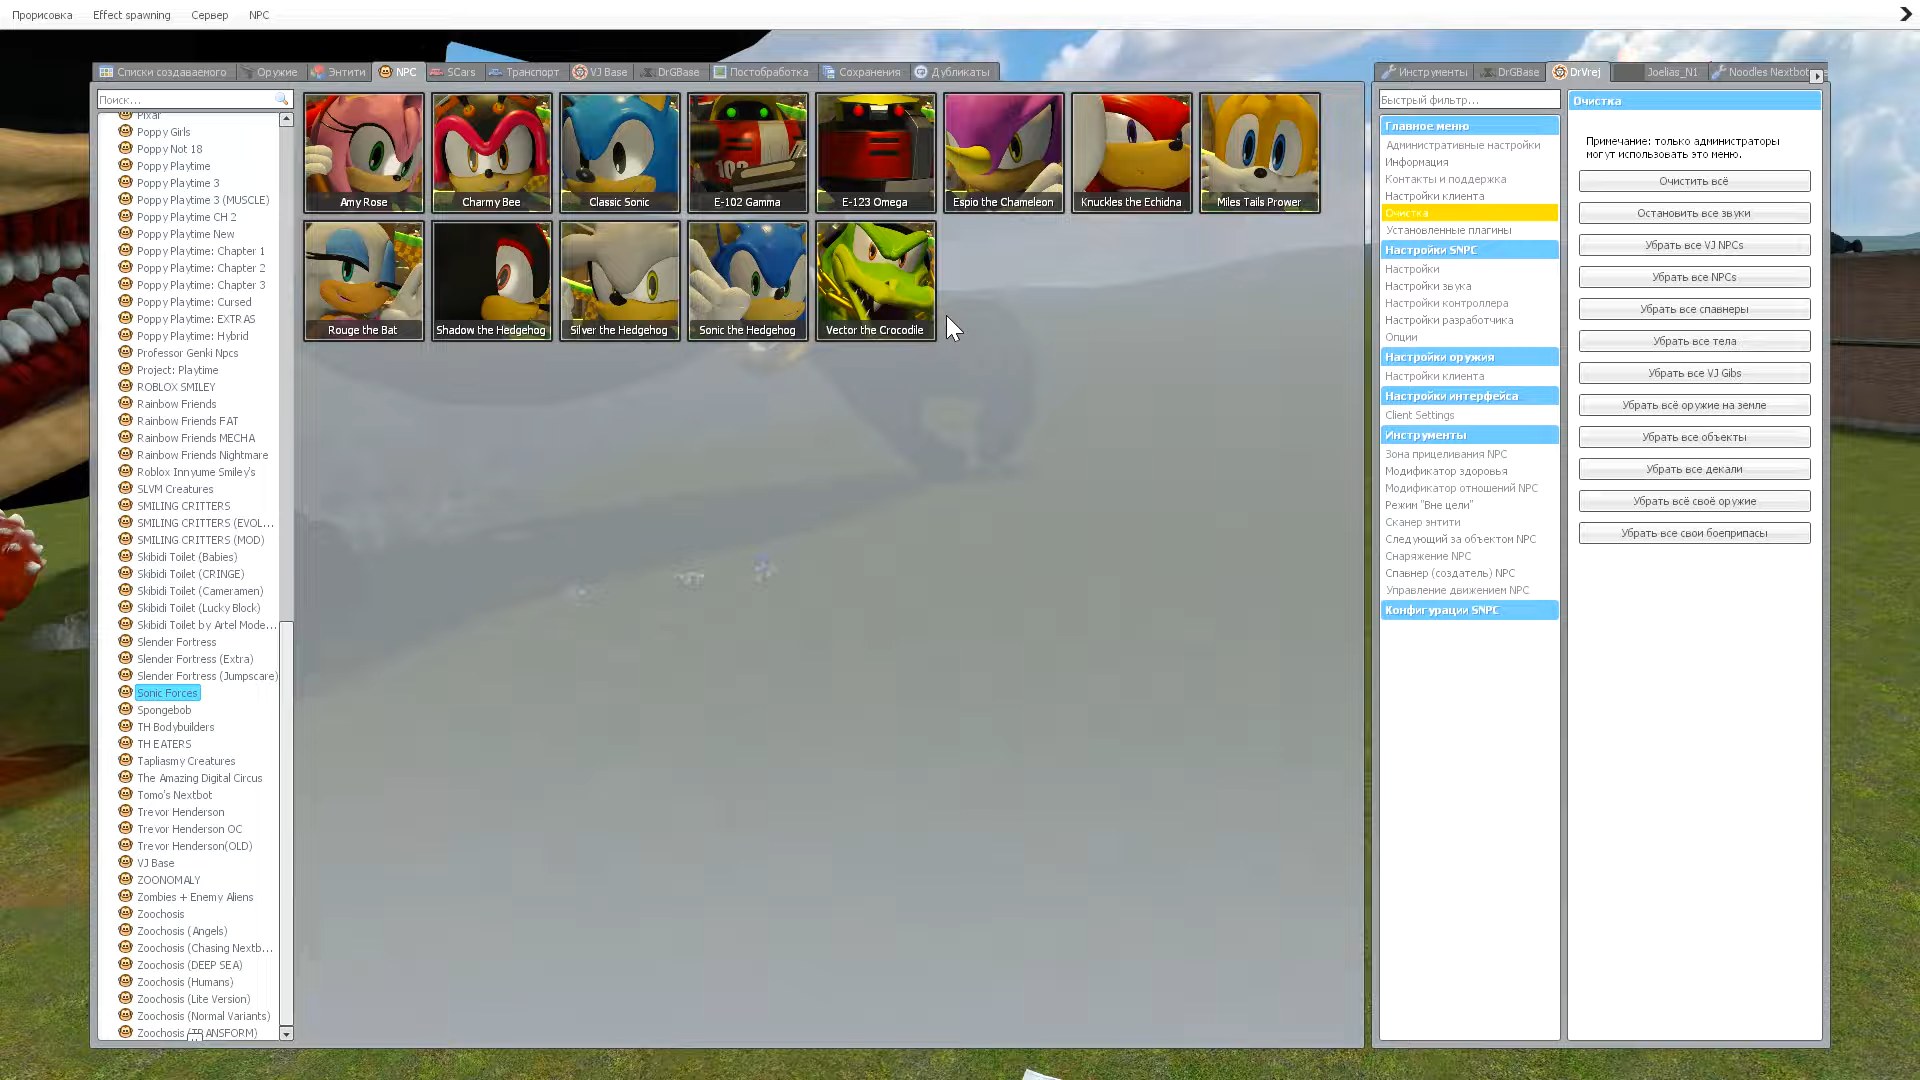 Прорисовка
Effect spawning
Сервер
NPC
Списки создаваемого
Оружие
Энтити
NPC
SCars
Транспорт
VJ Base
DrGBase
Постобработка
Сохранения
Дубликаты
Поиск...
Pixar
Poppy Girls
Poppy Not 18
Poppy Playtime
Poppy Playtime 3
Poppy Playtime 3 (MUSCLE)
Poppy Playtime CH 2
Poppy Playtime New
Poppy Playtime: Chapter 1
Poppy Playtime: Chapter 2
Poppy Playtime: Chapter 3
Poppy Playtime: Cursed
Poppy Playtime: EXTRAS
Poppy Playtime: Hybrid
Professor Genki Npcs
Project: Playtime
ROBLOX SMILEY
Rainbow Friends
Rainbow Friends FAT
Rainbow Friends MECHA
Rainbow Friends Nightmare
Roblox Innyume Smiley's
SLVM Creatures
SMILING CRITTERS
SMILING CRITTERS (EVOL...
SMILING CRITTERS (MOD)
Skibidi Toilet (Babies)
Skibidi Toilet (CRINGE)
Skibidi Toilet (Cameramen)
Skibidi Toilet (Lucky Block)
Skibidi Toilet by Artel Mode...
Slender Fortress
Slender Fortress (Extra)
Slender Fortress (Jumpscare)
Sonic Forces
Spongebob
TH Bodybuilders
TH EATERS
Tapliasmy Creatures
The Amazing Digital Circus
Tomo's Nextbot
Trevor Henderson
Trevor Henderson OC
Trevor Henderson(OLD)
VJ Base
ZOONOMALY
Zombies + Enemy Aliens
Zoochosis
Zoochosis (Angels)
Zoochosis (Chasing Nextb...
Zoochosis (DEEP SEA)
Zoochosis (Humans)
Zoochosis (Lite Version)
Zoochosis (Normal Variants)
Zoochosis (TRANSFORM)
Amy Rose
Charmy Bee
Classic Sonic
E-102 Gamma
E-123 Omega
Espio the Chameleon
Knuckles the Echidna
Miles Tails Prower
Rouge the Bat
Shadow the Hedgehog
Silver the Hedgehog
Sonic the Hedgehog
Vector the Crocodile
102
Инструменты
DrGBase
DrVrej
Joelias_N1
Noodles Nextbot
Быстрый фильтр...
Главное меню
Административные настройки
Информация
Контакты и поддержка
Настройки клиента
Очистка
Установленные плагины
Настройки SNPC
Настройки
Настройки звука
Настройки контроллера
Настройки разработчика
Опции
Настройки оружия
Настройки клиента
Настройки интерфейса
Client Settings
Инструменты
Зона прицеливания NPC
Модификатор здоровья
Модификатор отношений NPC
Режим "Вне цели"
Сканер энтити
Следующий за объектом NPC
Снаряжение NPC
Спавнер (создатель) NPC
Управление движением NPC
Конфигурации SNPC
Очистка
Примечание: только администраторы
могут использовать это меню.
Очистить всё
Остановить все звуки
Убрать все VJ NPCs
Убрать все NPCs
Убрать все спавнеры
Убрать все тела
Убрать все VJ Gibs
Убрать всё оружие на земле
Убрать все объекты
Убрать все декали
Убрать всё своё оружие
Убрать все свои боеприпасы